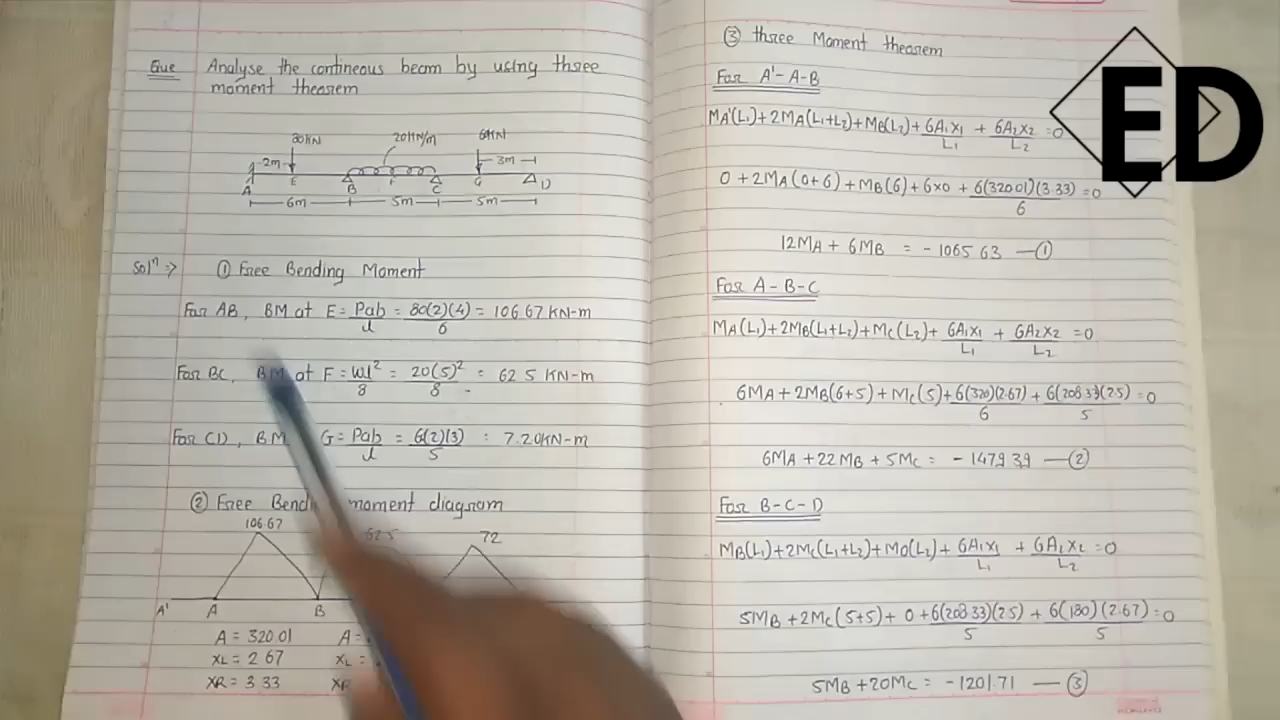 Que Analyse the contineous beam by using three
moment theorem
80KN 20KN/m
2m 3m
A E B F C G D
6m 5m 5m
Solⁿ ⇒ ① Free Bending Moment
For AB, BM at E = Pab/l = 80(2)(4)/6 = 106.67 KN-m
For BC, BM at F = wl²/8 = 20(5)²/8 = 62.5 KN-m
For CD, BM G = Pab/l = 6(2)(3)/5 = 7.20KN-m
② Free Bending moment diagram
106.67 62.5 72
A' A B
A = 320.01 A =
XL = 2.67 XL =
XR = 3.33 XR
③ three Moment theorem
For A'-A-B
MA'(L₁)+2MA(L₁+L₂)+MB(L₂)+6A₁X₁/L₁ + 6A₂X₂/L₂ =0
0+2MA(0+6)+MB(6)+6×0+6(320.01)(3.33)/6 =0
12MA + 6MB = -1065.63 —①
For A-B-C
MA(L₁)+2MB(L₁+L₂)+MC(L₂)+6A₁X₁/L₁ + 6A₂X₂/L₂ =0
6MA+2MB(6+5)+MC(5)+6(320)(2.67)/6+6(208.33)(2.5)/5=0
6MA+22MB+5MC = -1479.39 —②
For B-C-D
MB(L₁)+2MC(L₁+L₂)+MD(L₂)+6A₁X₁/L₁ + 6A₂X₂/L₂=0
5MB+2MC(5+5)+0+6(208.33)(2.5)/5+6(180)(2.67)/5=0
5MB+20MC = -1201.71 —③
ED